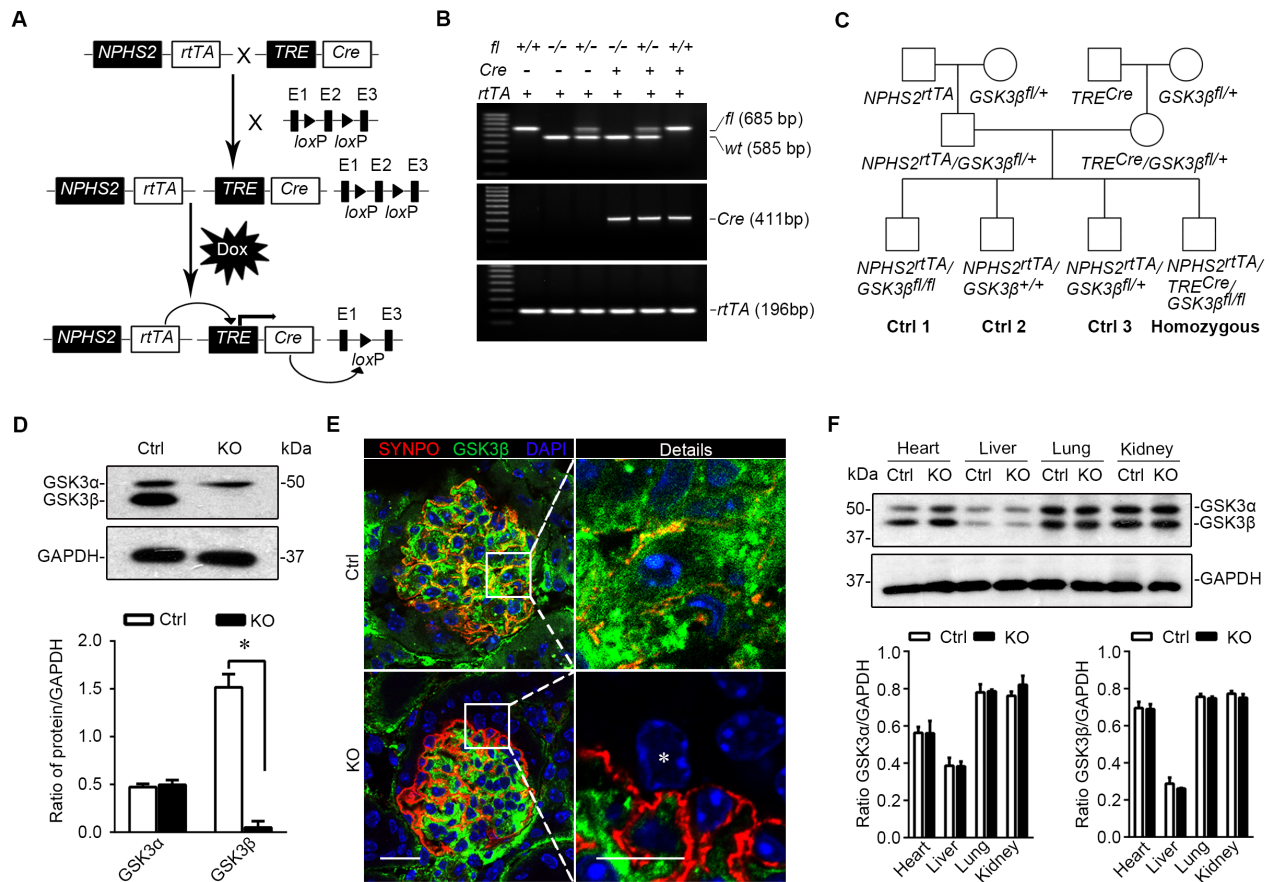 A
NPHS2 rtTA X TRE Cre
E1 E2 E3
X
loxP
E1 E2 E3
NPHS2 rtTA TRE Cre
loxP loxP
Dox
E1 E3
NPHS2 rtTA TRE Cre
loxP
B
fl +/+ -/- +/- -/- +/- +/+
Cre - - - + + +
rtTA + + + + + +
fl (685 bp)
wt (585 bp)
Cre (411bp)
rtTA (196bp)
C
NPHS2rtTA GSK3βfl/+ TRECre GSK3βfl/+
NPHS2rtTA/GSK3βfl/+ TRECre/GSK3βfl/+
NPHS2rtTA/ NPHS2rtTA/ NPHS2rtTA/ NPHS2rtTA/
GSK3βfl/fl GSK3β+/+ GSK3βfl/+ TRECre/
GSK3βfl/fl
Ctrl 1 Ctrl 2 Ctrl 3 Homozygous
D
Ctrl KO kDa
GSK3α- -50
GSK3β-
GAPDH- -37
Ctrl KO
Ratio of protein/GAPDH
2.0
1.5
1.0
0.5
0.0
*
GSK3α GSK3β
E
SYNPO GSK3β DAPI Details
Ctrl
KO
*
F
Heart Liver Lung Kidney
kDa Ctrl KO Ctrl KO Ctrl KO Ctrl KO
50- -GSK3α
-GSK3β
37-
37- -GAPDH
Ctrl KO
Ratio GSK3α/GAPDH
1.0
0.8
0.6
0.4
0.2
0.0
Heart Liver Lung Kidney
Ctrl KO
Ratio GSK3β/GAPDH
1.0
0.8
0.6
0.4
0.2
0.0
Heart Liver Lung Kidney